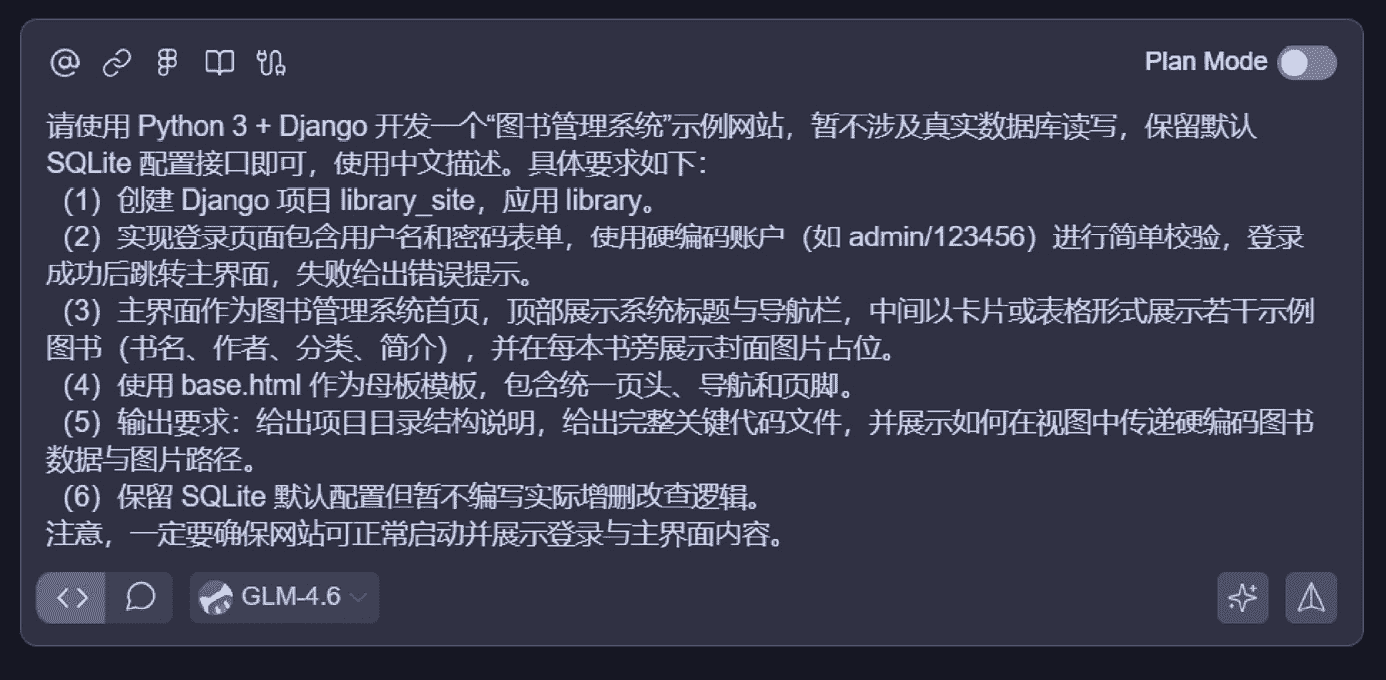 Plan Mode
请使用 Python 3 + Django 开发一个“图书管理系统”示例网站，暂不涉及真实数据库读写，保留默认
SQLite 配置接口即可，使用中文描述。具体要求如下：
（1）创建 Django 项目 library_site，应用 library。
（2）实现登录页面包含用户名和密码表单，使用硬编码账户（如 admin/123456）进行简单校验，登录
成功后跳转主界面，失败给出错误提示。
（3）主界面作为图书管理系统首页，顶部展示系统标题与导航栏，中间以卡片或表格形式展示若干示例
图书（书名、作者、分类、简介），并在每本书旁展示封面图片占位。
（4）使用 base.html 作为母板模板，包含统一页头、导航和页脚。
（5）输出要求：给出项目目录结构说明，给出完整关键代码文件，并展示如何在视图中传递硬编码图书
数据与图片路径。
（6）保留 SQLite 默认配置但暂不编写实际增删改查逻辑。
注意，一定要确保网站可正常启动并展示登录与主界面内容。
GLM-4.6